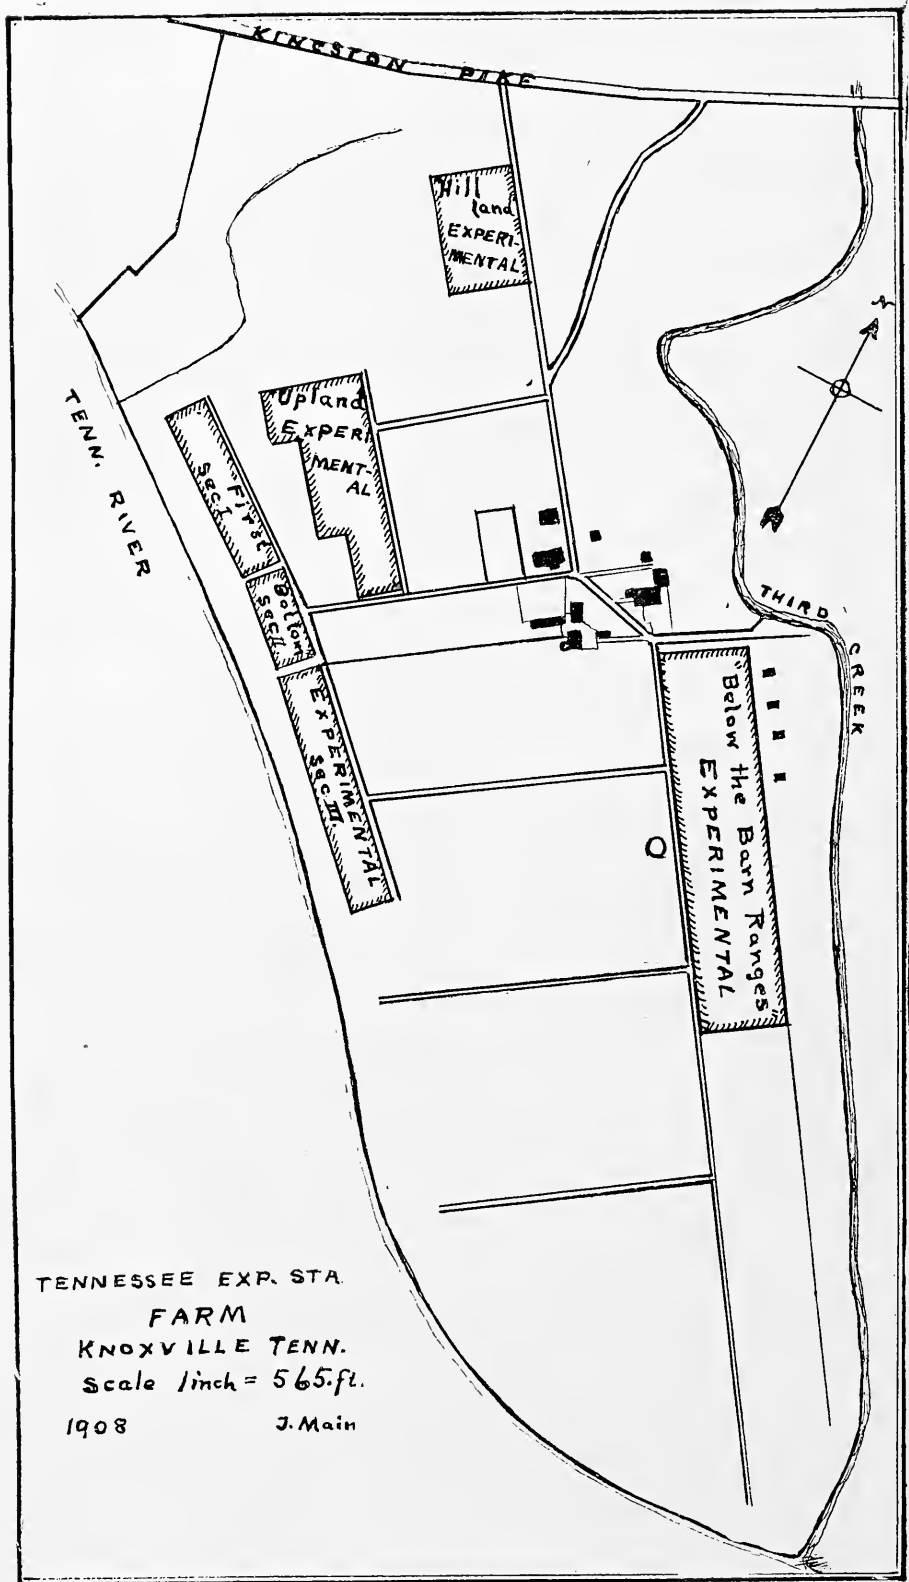 KINGSTON PIKE
Hill
land
EXPERI-
MENTAL
N
TENN. RIVER
Upland
EXPERI
MENT-
AL
"First
Sec. I
Bottom
Sec II
EXPERIMENTAL
Sec. III.
THIRD CREEK
"Below the Barn Ranges"
EXPERIMENTAL
TENNESSEE EXP. STA.
FARM
KNOXVILLE TENN.
Scale 1inch = 565.ft.
1908 J. Main